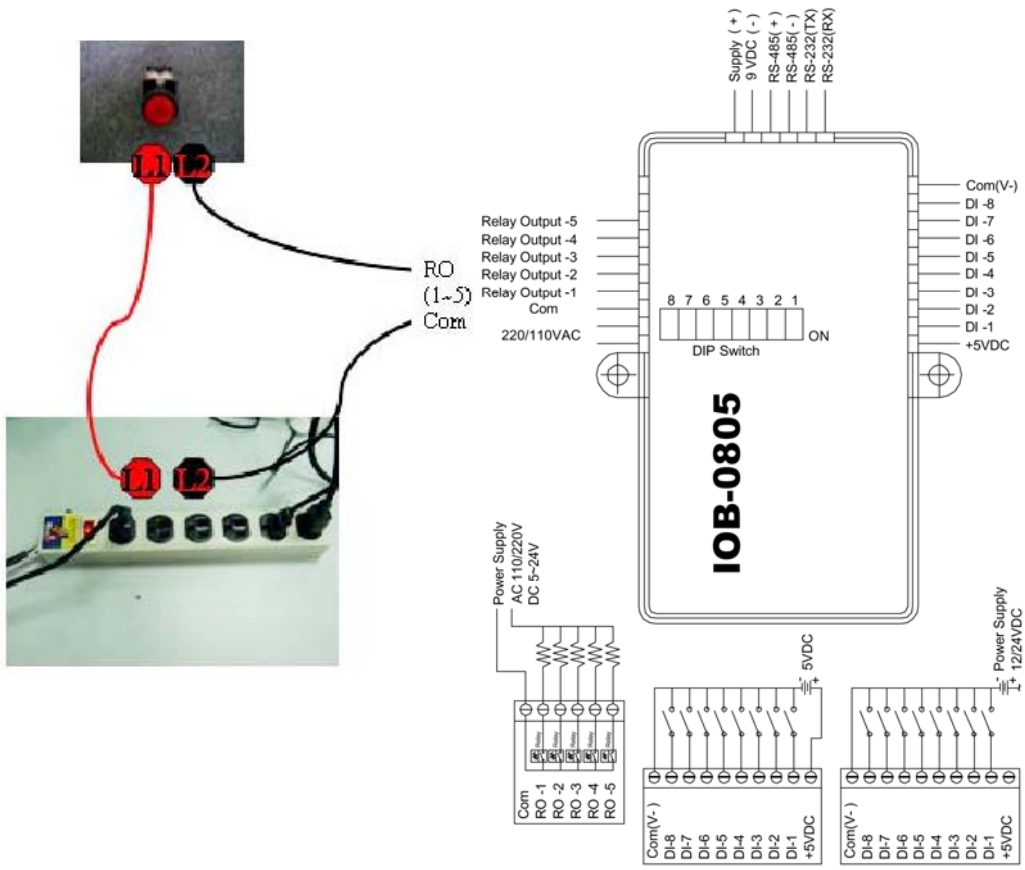 L1 L2
RO
(1~5)
Com
L1 L2
Supply ( + )
9 VDC ( - )
RS-485( + )
RS-485( - )
RS-232(TX)
RS-232(RX)
Relay Output -5
Relay Output -4
Relay Output -3
Relay Output -2
Relay Output -1
Com
220/110VAC
8 7 6 5 4 3 2 1
ON
DIP Switch
IOB-0805
Com(V-)
DI -8
DI -7
DI -6
DI -5
DI -4
DI -3
DI -2
DI -1
+5VDC
Power Supply
AC 110/220V
DC 5~24V
Relay Relay Relay Relay Relay
Com
RO -1
RO -2
RO -3
RO -4
RO -5
- +
5VDC
Com(V- )
DI-8
DI-7
DI-6
DI-5
DI-4
DI-3
DI-2
DI-1
+5VDC
- +
Power Supply
12/24VDC
Com(V- )
DI-8
DI-7
DI-6
DI-5
DI-4
DI-3
DI-2
DI-1
+5VDC